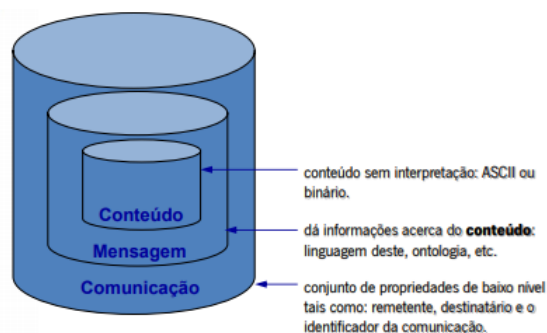 conteúdo sem interpretação: ASCII ou
binário.
Conteúdo
dá informações acerca do conteúdo:
linguagem deste, ontologia, etc.
Mensagem
Comunicação
conjunto de propriedades de baixo nível
tais como: remetente, destinatário e o
identificador da comunicação.